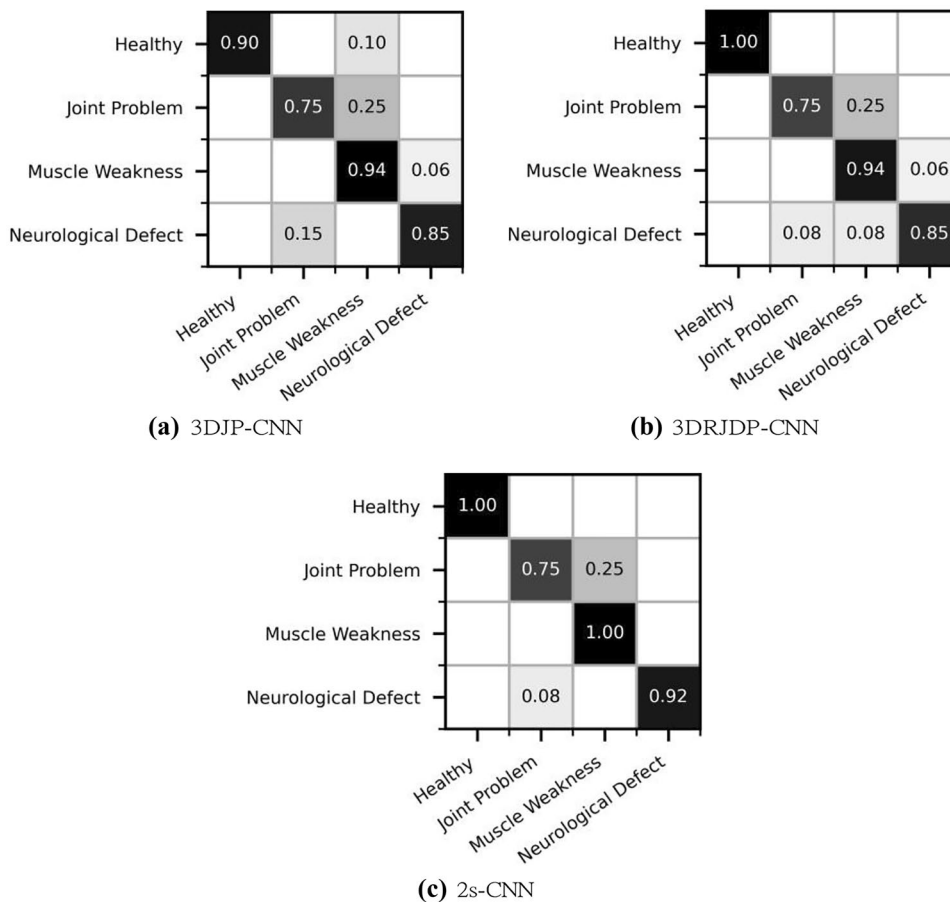 Healthy 0.90 0.10
Joint Problem 0.75 0.25
Muscle Weakness 0.94 0.06
Neurological Defect 0.15 0.85
Healthy
Joint Problem
Muscle Weakness
Neurological Defect
(a) 3DJP-CNN
Healthy 1.00
Joint Problem 0.75 0.25
Muscle Weakness 0.94 0.06
Neurological Defect 0.08 0.08 0.85
Healthy
Joint Problem
Muscle Weakness
Neurological Defect
(b) 3DRJDP-CNN
Healthy 1.00
Joint Problem 0.75 0.25
Muscle Weakness 1.00
Neurological Defect 0.08 0.92
Healthy
Joint Problem
Muscle Weakness
Neurological Defect
(c) 2s-CNN